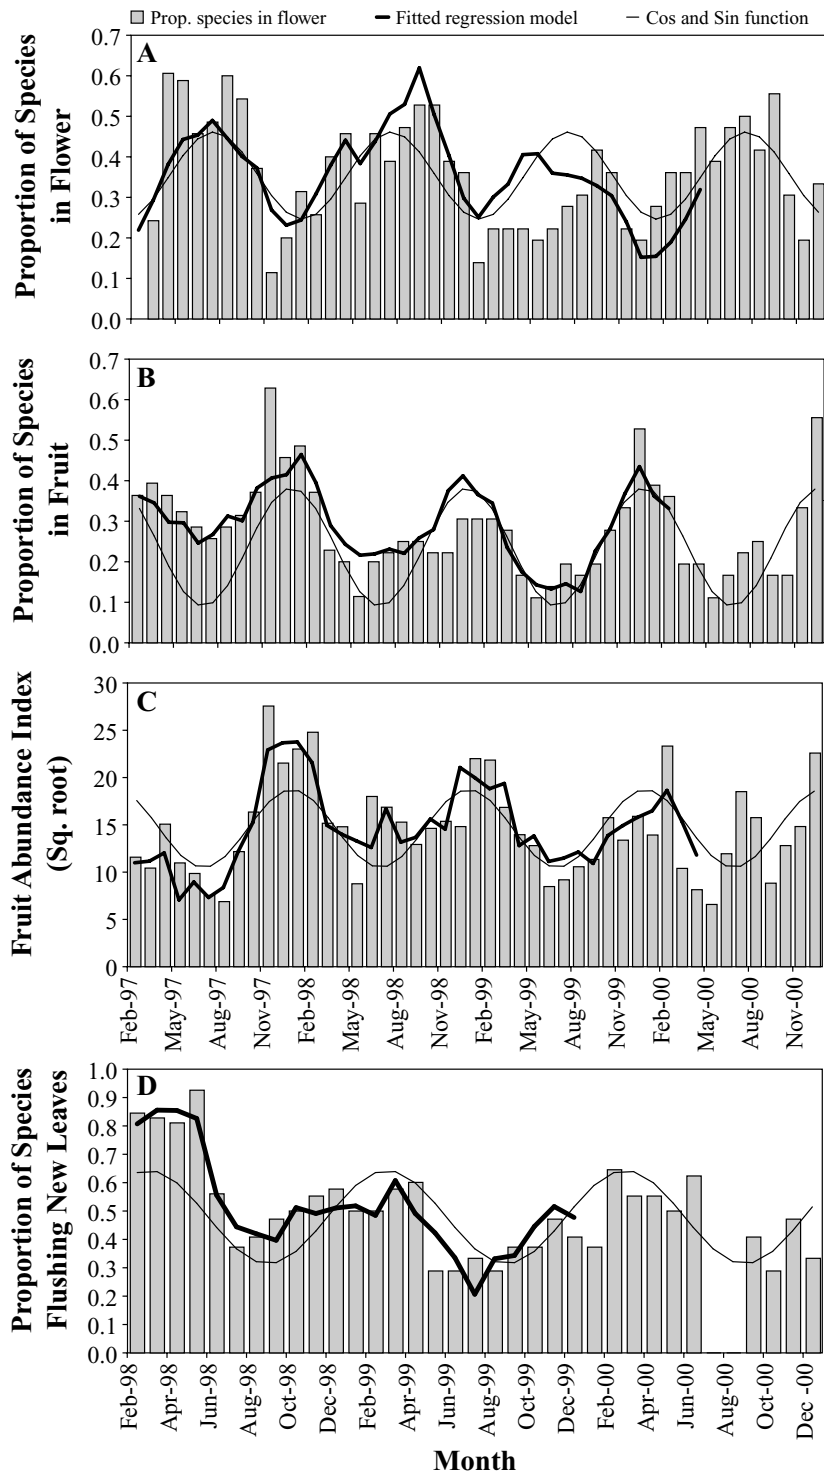 Prop. species in flower Fitted regression model Cos and Sin function
A
Proportion of Species
in Flower
0.7
0.6
0.5
0.4
0.3
0.2
0.1
0.0
B
Proportion of Species
in Fruit
0.7
0.6
0.5
0.4
0.3
0.2
0.1
0.0
C
Fruit Abundance Index
(Sq. root)
30
25
20
15
10
5
0
Feb-97 May-97 Aug-97 Nov-97 Feb-98 May-98 Aug-98 Nov-98 Feb-99 May-99 Aug-99 Nov-99 Feb-00 May-00 Aug-00 Nov-00
D
Proportion of Species
Flushing New Leaves
1.0
0.9
0.8
0.7
0.6
0.5
0.4
0.3
0.2
0.1
0.0
Feb-98 Apr-98 Jun-98 Aug-98 Oct-98 Dec-98 Feb-99 Apr-99 Jun-99 Aug-99 Oct-99 Dec-99 Feb-00 Apr-00 Jun-00 Aug-00 Oct-00 Dec -00
Month